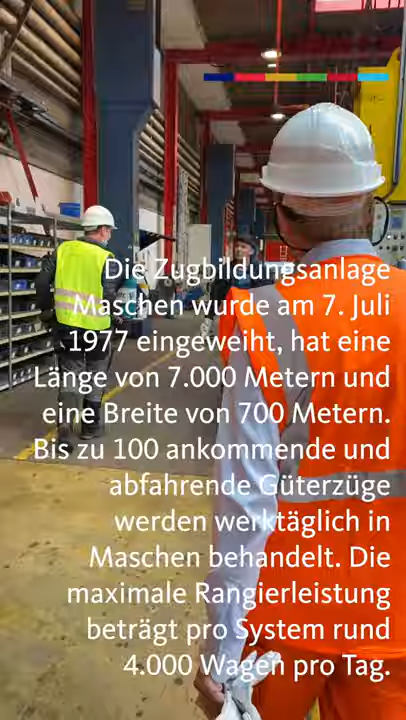 Die Zugbildungsanlage
Maschen wurde am 7. Juli
1977 eingeweiht, hat eine
Länge von 7.000 Metern und
eine Breite von 700 Metern.
Bis zu 100 ankommende und
abfahrende Güterzüge
werden werktäglich in
Maschen behandelt. Die
maximale Rangierleistung
beträgt pro System rund
4.000 Wagen pro Tag.